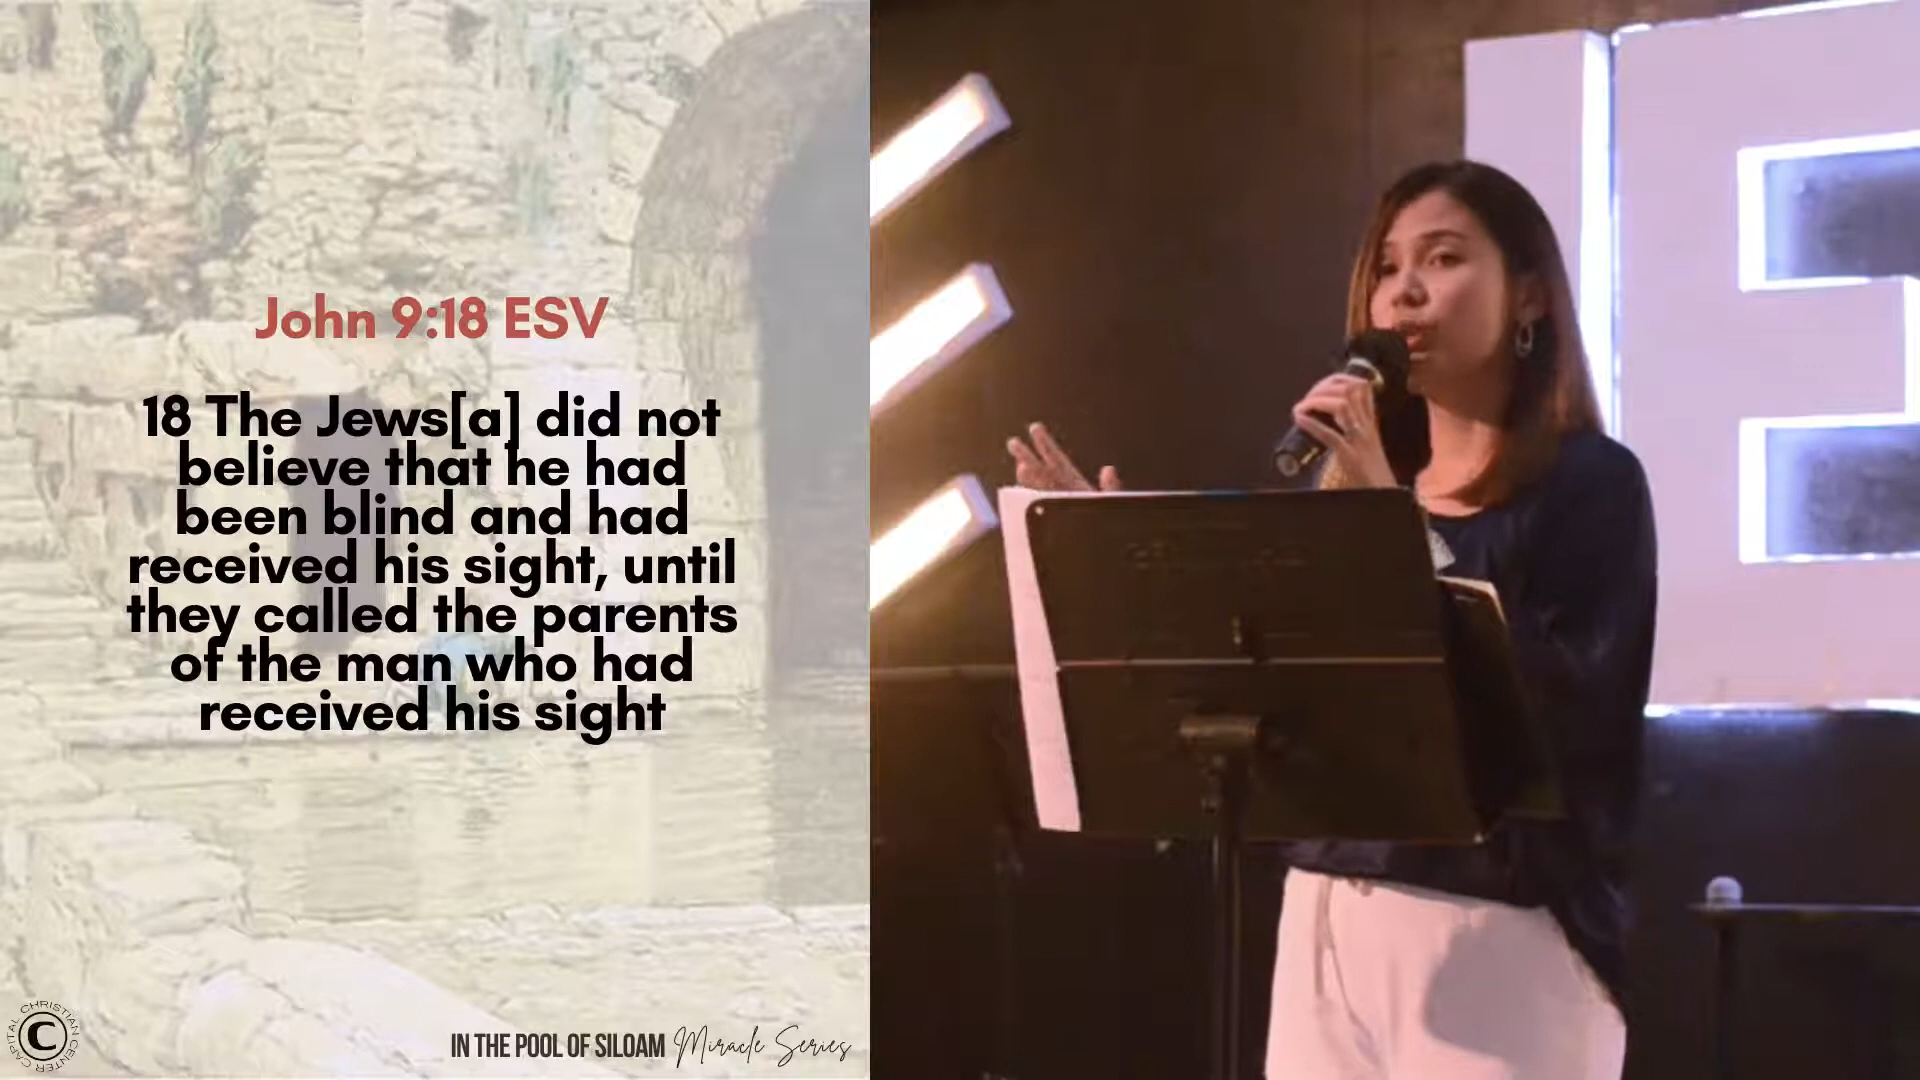 John 9:18 ESV
18 The Jews[a] did not
believe that he had
been blind and had
received his sight, until
they called the parents
of the man who had
received his sight
CAPITAL CHRISTIAN CENTER
C
IN THE POOL OF SILOAM Miracle Series
E